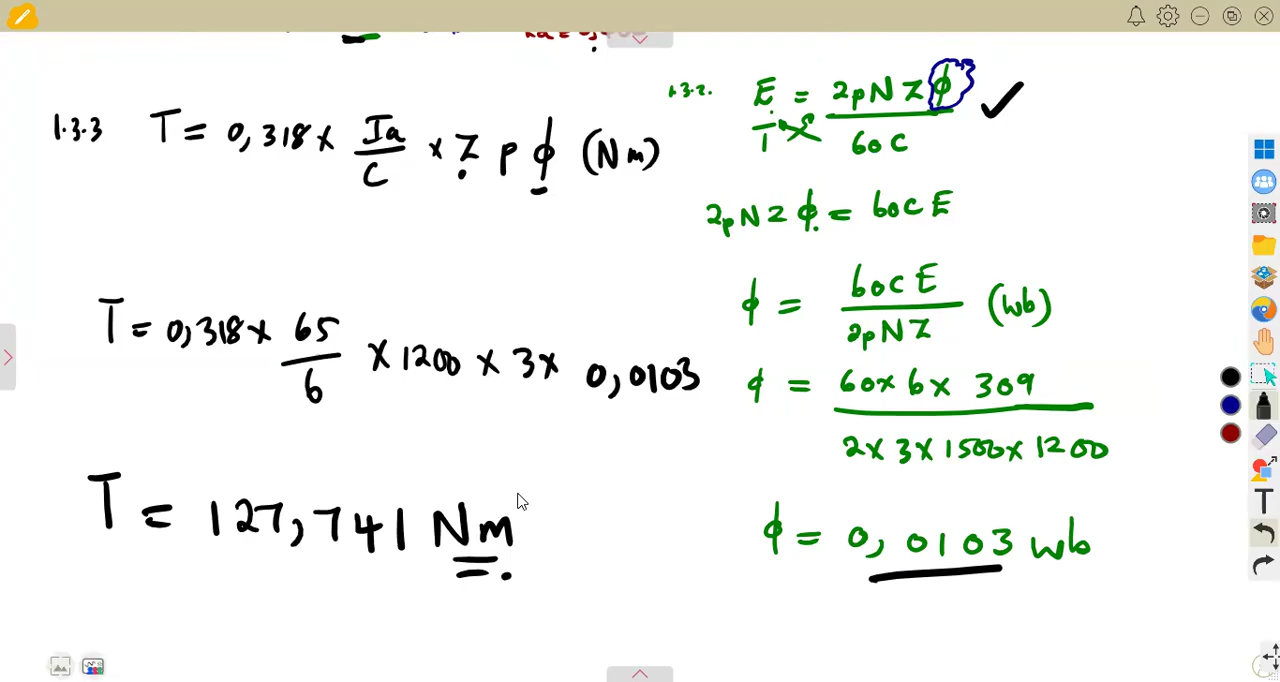 1.3.3 T = 0,318 x Ia/C x Z p ϕ (Nm)
T = 0,318 x 65/6 x 1200 x 3 x 0,0103
T = 127,741 Nm
1.3.2. E/1 = 2pNZϕ/60C
2pNZϕ = 60CE
ϕ = 60CE/2pNZ (wb)
ϕ = 60 x 6 x 309/2 x 3 x 1500 x 1200
ϕ = 0,0103 wb
T